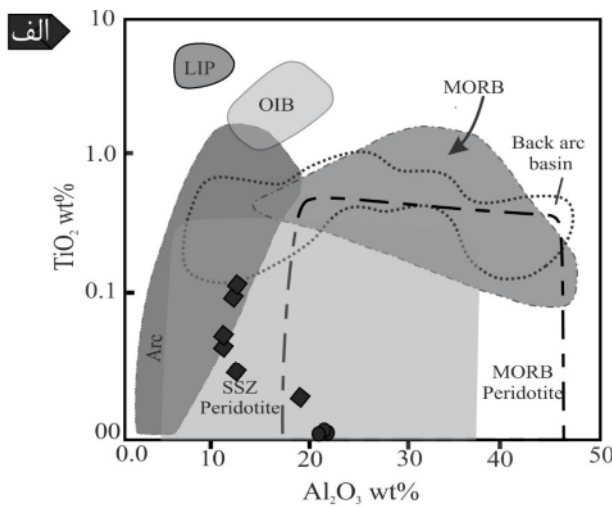 الف
10
LIP
OIB
MORB
Back arc
basin
1.0
TiO₂ wt%
0.1
Arc
SSZ
Peridotite
MORB
Peridotite
00
0.0
10
20
30
40
50
Al₂O₃ wt%